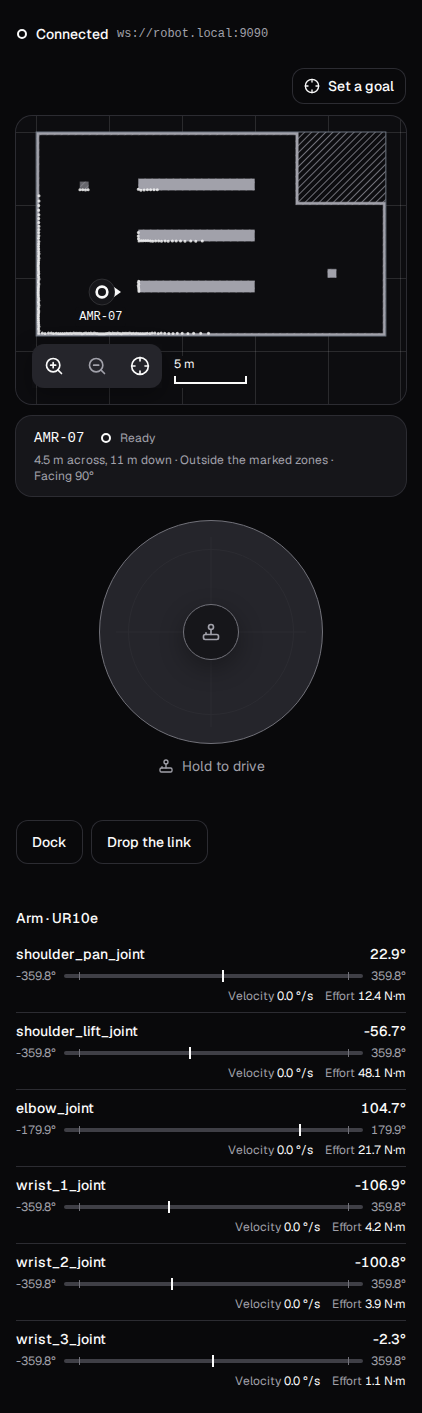 Connected ws://robot.local:9090
Set a goal
AMR-07
5 m
AMR-07 Ready
4.5 m across, 11 m down · Outside the marked zones ·
Facing 90°
Hold to drive
Dock Drop the link
Arm · UR10e
shoulder_pan_joint 22.9°
-359.8° 359.8°
Velocity 0.0 °/s Effort 12.4 N·m
shoulder_lift_joint -56.7°
-359.8° 359.8°
Velocity 0.0 °/s Effort 48.1 N·m
elbow_joint 104.7°
-179.9° 179.9°
Velocity 0.0 °/s Effort 21.7 N·m
wrist_1_joint -106.9°
-359.8° 359.8°
Velocity 0.0 °/s Effort 4.2 N·m
wrist_2_joint -100.8°
-359.8° 359.8°
Velocity 0.0 °/s Effort 3.9 N·m
wrist_3_joint -2.3°
-359.8° 359.8°
Velocity 0.0 °/s Effort 1.1 N·m